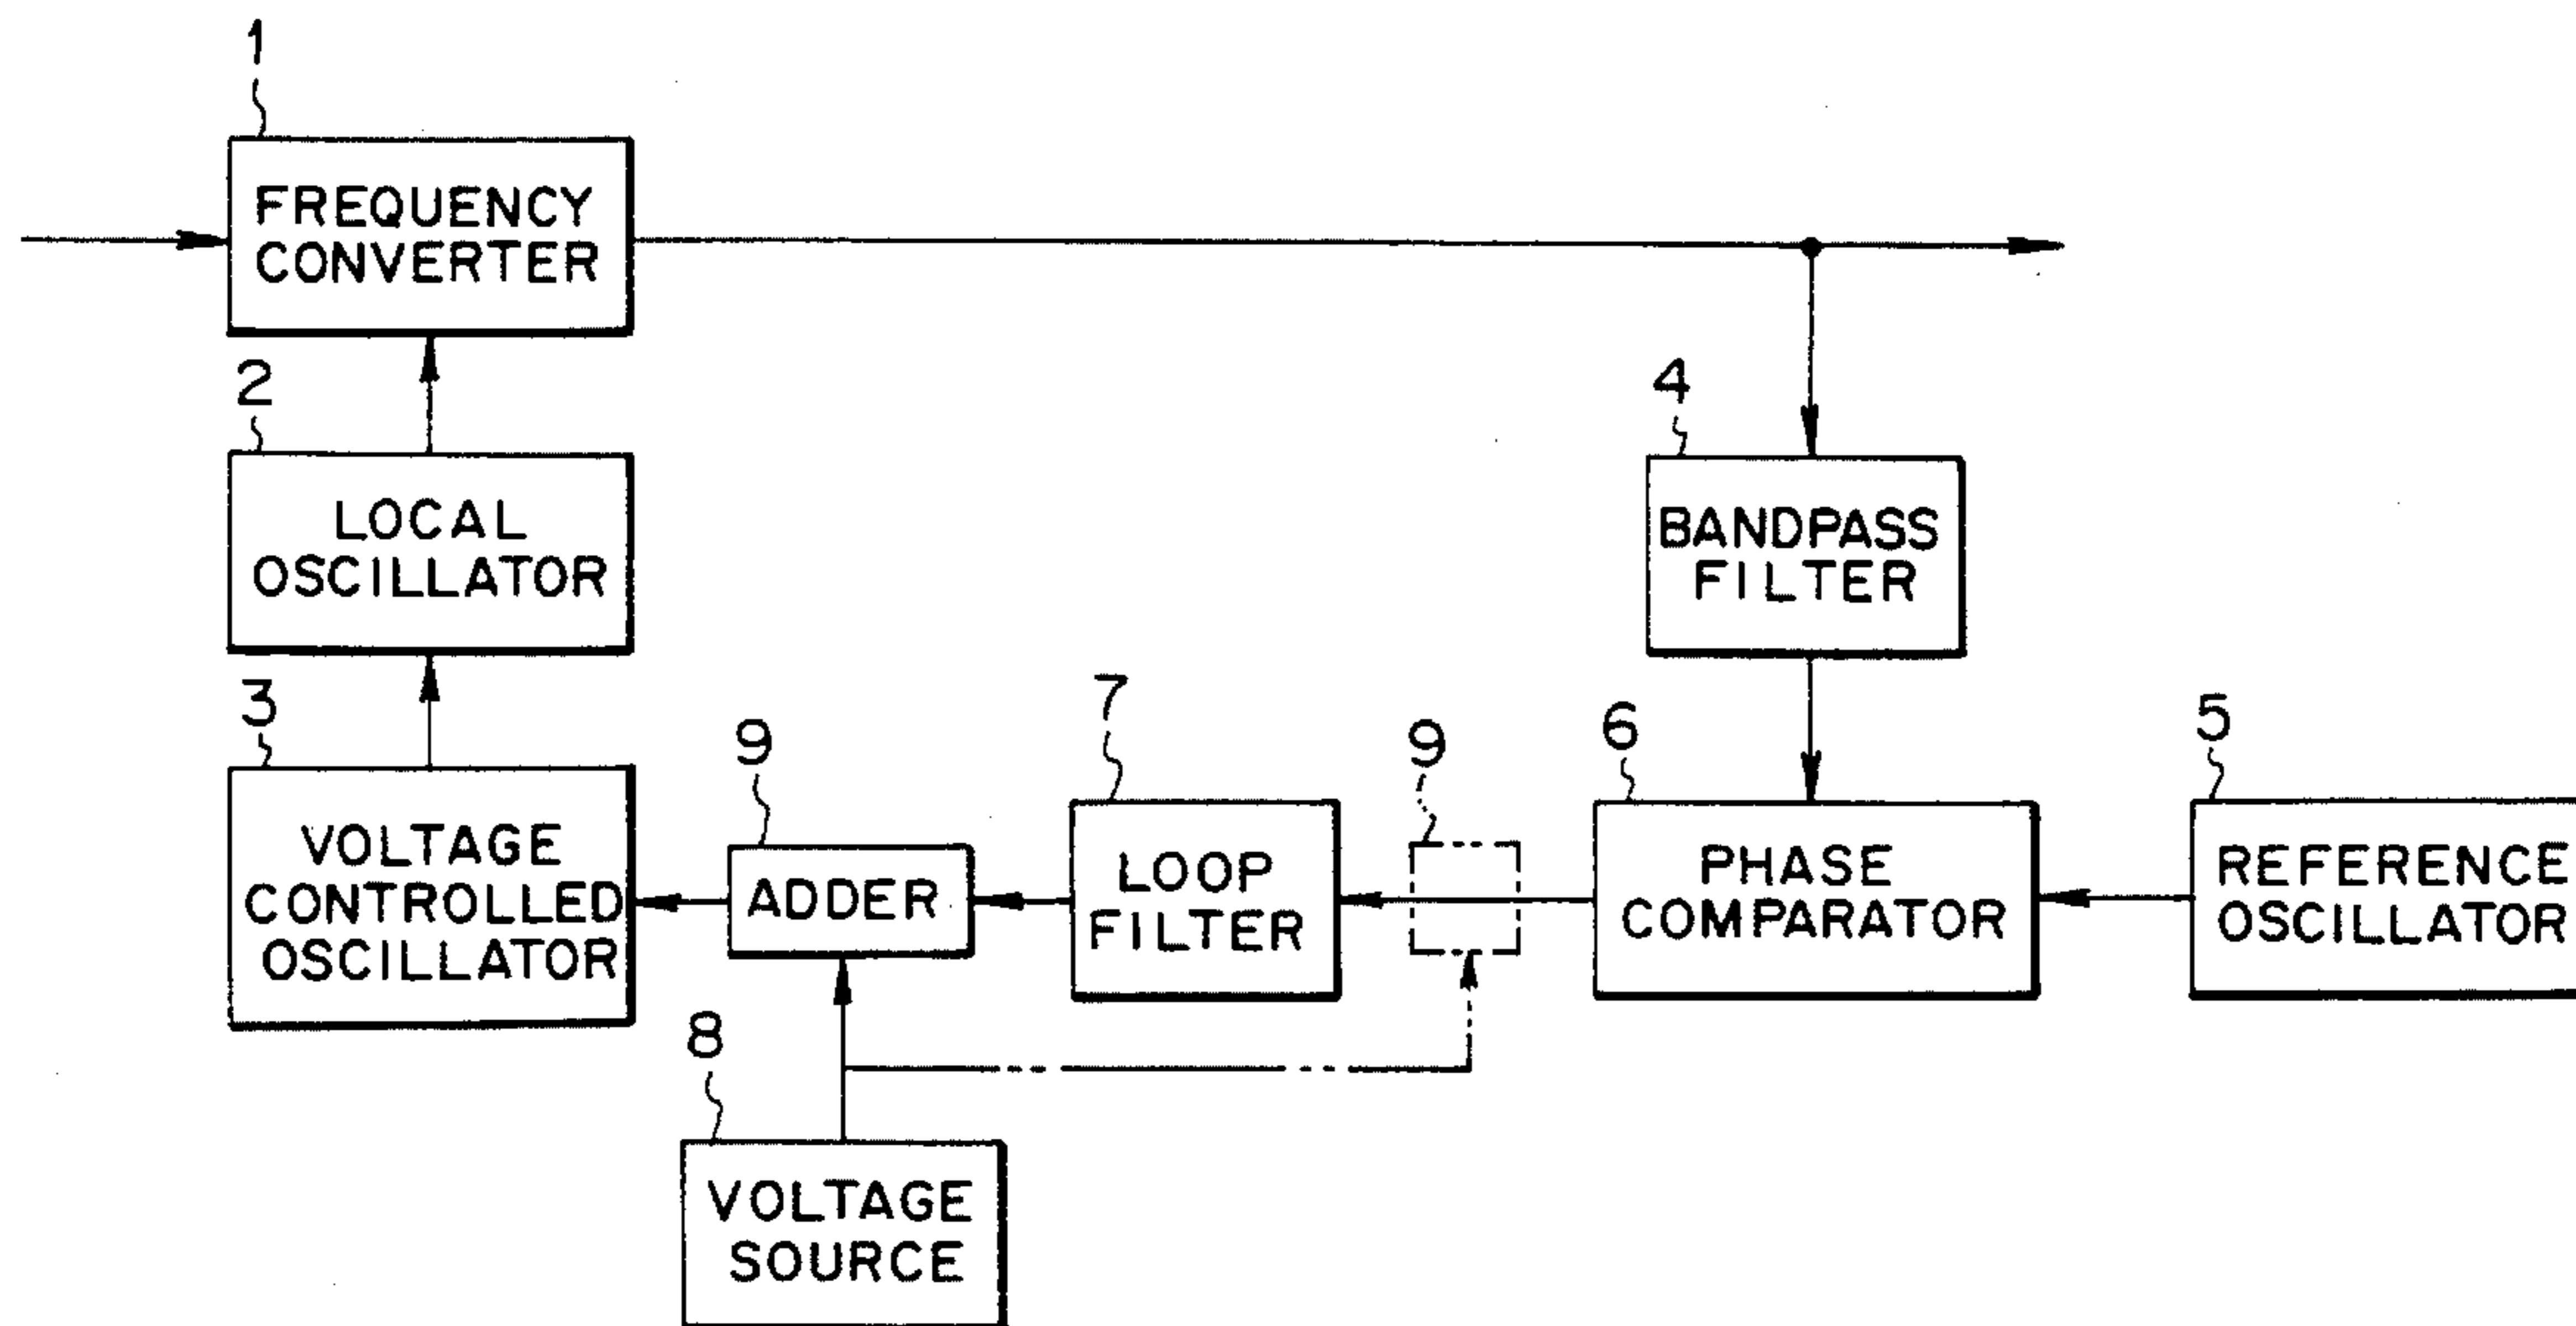 1
FREQUENCY
CONVERTER
2
LOCAL
OSCILLATOR
4
BANDPASS
FILTER
3
VOLTAGE
CONTROLLED
OSCILLATOR
9
ADDER
7
LOOP
FILTER
9
6
PHASE
COMPARATOR
5
REFERENCE
OSCILLATOR
8
VOLTAGE
SOURCE